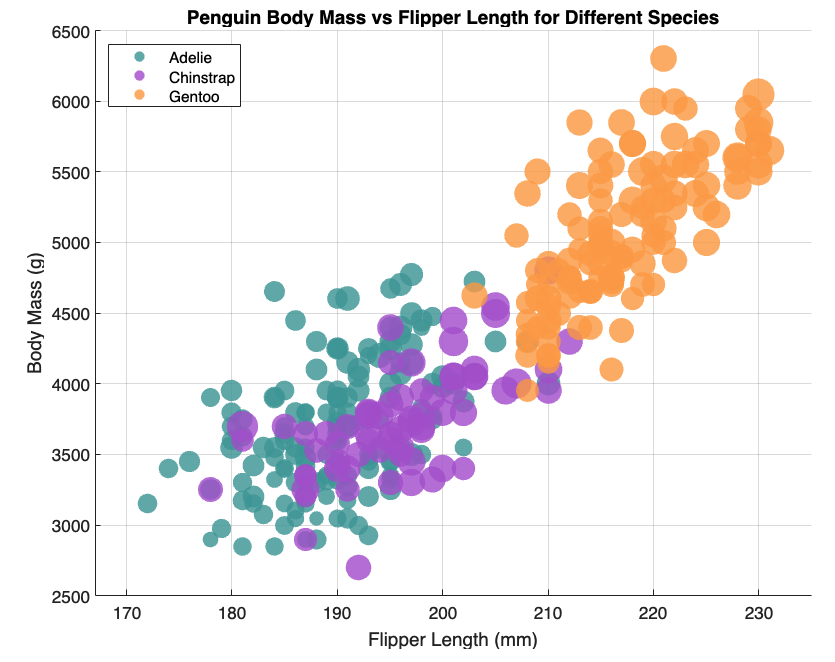 Penguin Body Mass vs Flipper Length for Different Species
6500
6000
5500
5000
4500
4000
3500
3000
2500
Body Mass (g)
Adelie
Chinstrap
Gentoo
170 180 190 200 210 220 230
Flipper Length (mm)